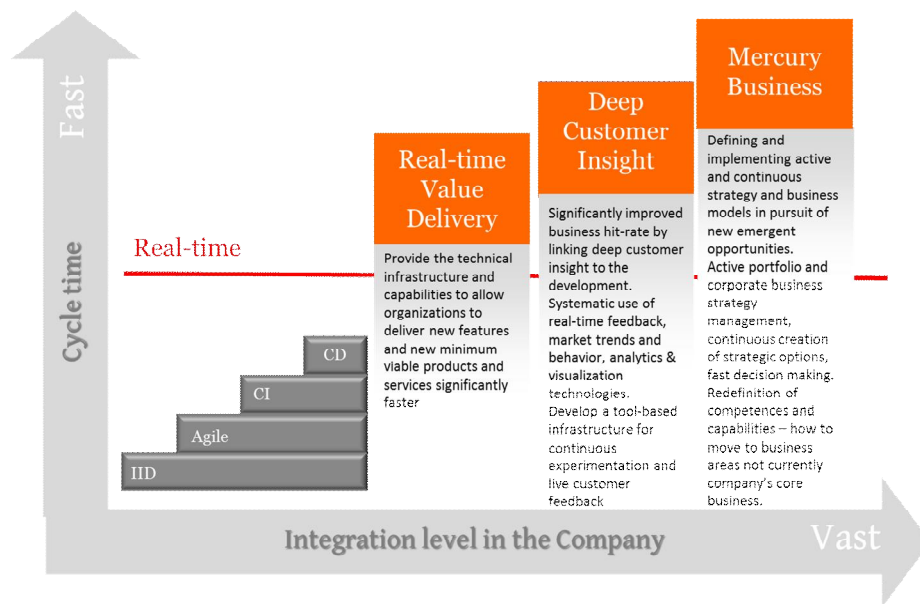 Fast
Cycle time
Real-time
CD
CI
Agile
IID
Real-time
Value
Delivery
Provide the technical
infrastructure and
capabilities to allow
organizations to
deliver new features
and new minimum
viable products and
services significantly
faster
Deep
Customer
Insight
Significantly improved
business hit-rate by
linking deep customer
insight to the
development.
Systematic use of
real-time feedback,
market trends and
behavior, analytics &
visualization
technologies.
Develop a tool-based
infrastructure for
continuous
experimentation and
live customer
feedback
Mercury
Business
Defining and
implementing active
and continuous
strategy and business
models in pursuit of
new emergent
opportunities.
Active portfolio and
corporate business
strategy
management,
continuous creation
of strategic options,
fast decision making.
Redefinition of
competences and
capabilities – how to
move to business
areas not currently
company's core
business.
Integration level in the Company
Vast